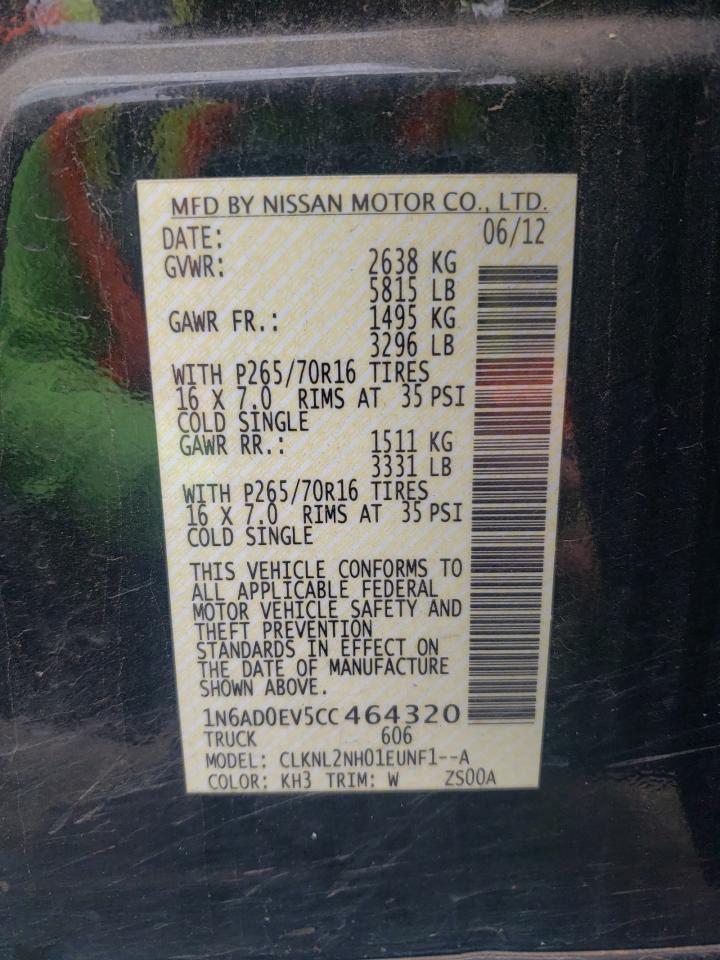 MFD BY NISSAN MOTOR CO., LTD.
DATE: 06/12
GVWR: 2638 KG
5815 LB
GAWR FR.: 1495 KG
3296 LB
WITH P265/70R16 TIRES
16 X 7.0 RIMS AT 35 PSI
COLD SINGLE
GAWR RR.: 1511 KG
3331 LB
WITH P265/70R16 TIRES
16 X 7.0 RIMS AT 35 PSI
COLD SINGLE
THIS VEHICLE CONFORMS TO
ALL APPLICABLE FEDERAL
MOTOR VEHICLE SAFETY AND
THEFT PREVENTION
STANDARDS IN EFFECT ON
THE DATE OF MANUFACTURE
SHOWN ABOVE.
1N6AD0EV5CC464320
TRUCK 606
MODEL: CLKNL2NH01EUNF1--A
COLOR: KH3 TRIM: W ZS00A